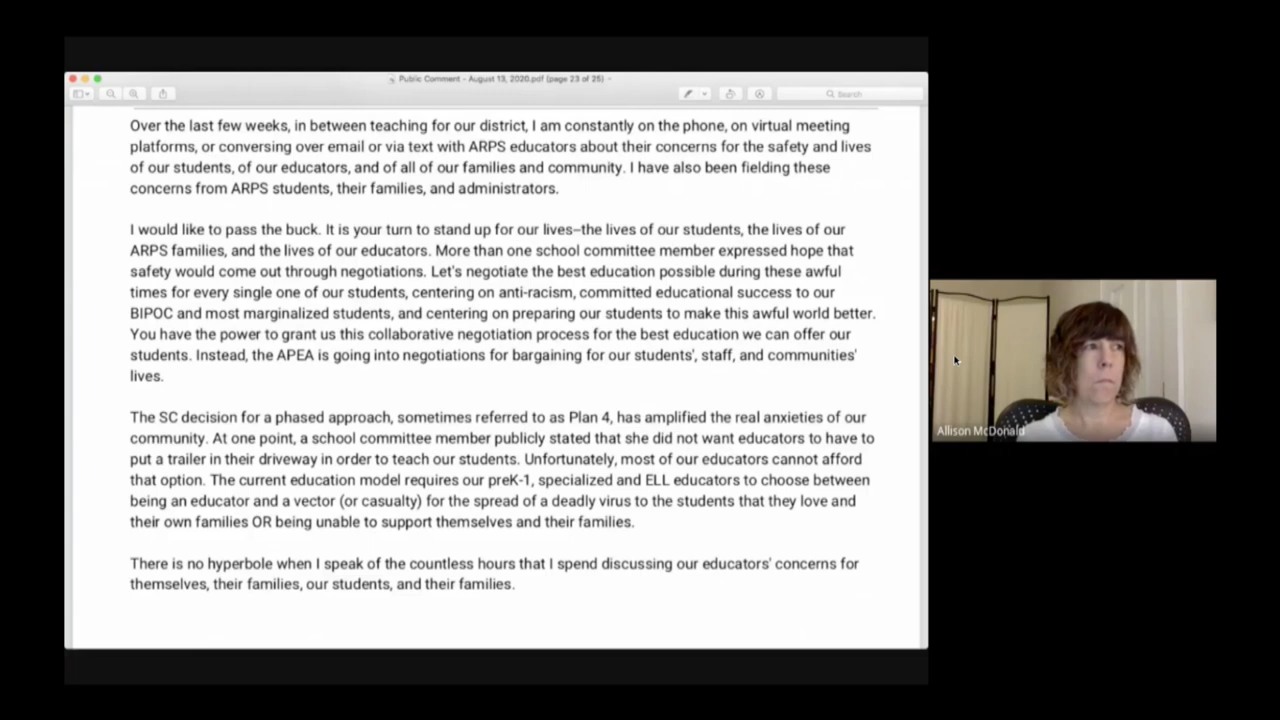 Public Comment - August 13, 2020.pdf (page 23 of 25)
Search
Over the last few weeks, in between teaching for our district, I am constantly on the phone, on virtual meeting
platforms, or conversing over email or via text with ARPS educators about their concerns for the safety and lives
of our students, of our educators, and of all of our families and community. I have also been fielding these
concerns from ARPS students, their families, and administrators.
I would like to pass the buck. It is your turn to stand up for our lives–the lives of our students, the lives of our
ARPS families, and the lives of our educators. More than one school committee member expressed hope that
safety would come out through negotiations. Let's negotiate the best education possible during these awful
times for every single one of our students, centering on anti-racism, committed educational success to our
BIPOC and most marginalized students, and centering on preparing our students to make this awful world better.
You have the power to grant us this collaborative negotiation process for the best education we can offer our
students. Instead, the APEA is going into negotiations for bargaining for our students', staff, and communities'
lives.
The SC decision for a phased approach, sometimes referred to as Plan 4, has amplified the real anxieties of our
community. At one point, a school committee member publicly stated that she did not want educators to have to
put a trailer in their driveway in order to teach our students. Unfortunately, most of our educators cannot afford
that option. The current education model requires our preK-1, specialized and ELL educators to choose between
being an educator and a vector (or casualty) for the spread of a deadly virus to the students that they love and
their own families OR being unable to support themselves and their families.
There is no hyperbole when I speak of the countless hours that I spend discussing our educators' concerns for
themselves, their families, our students, and their families.
Allison McDonald